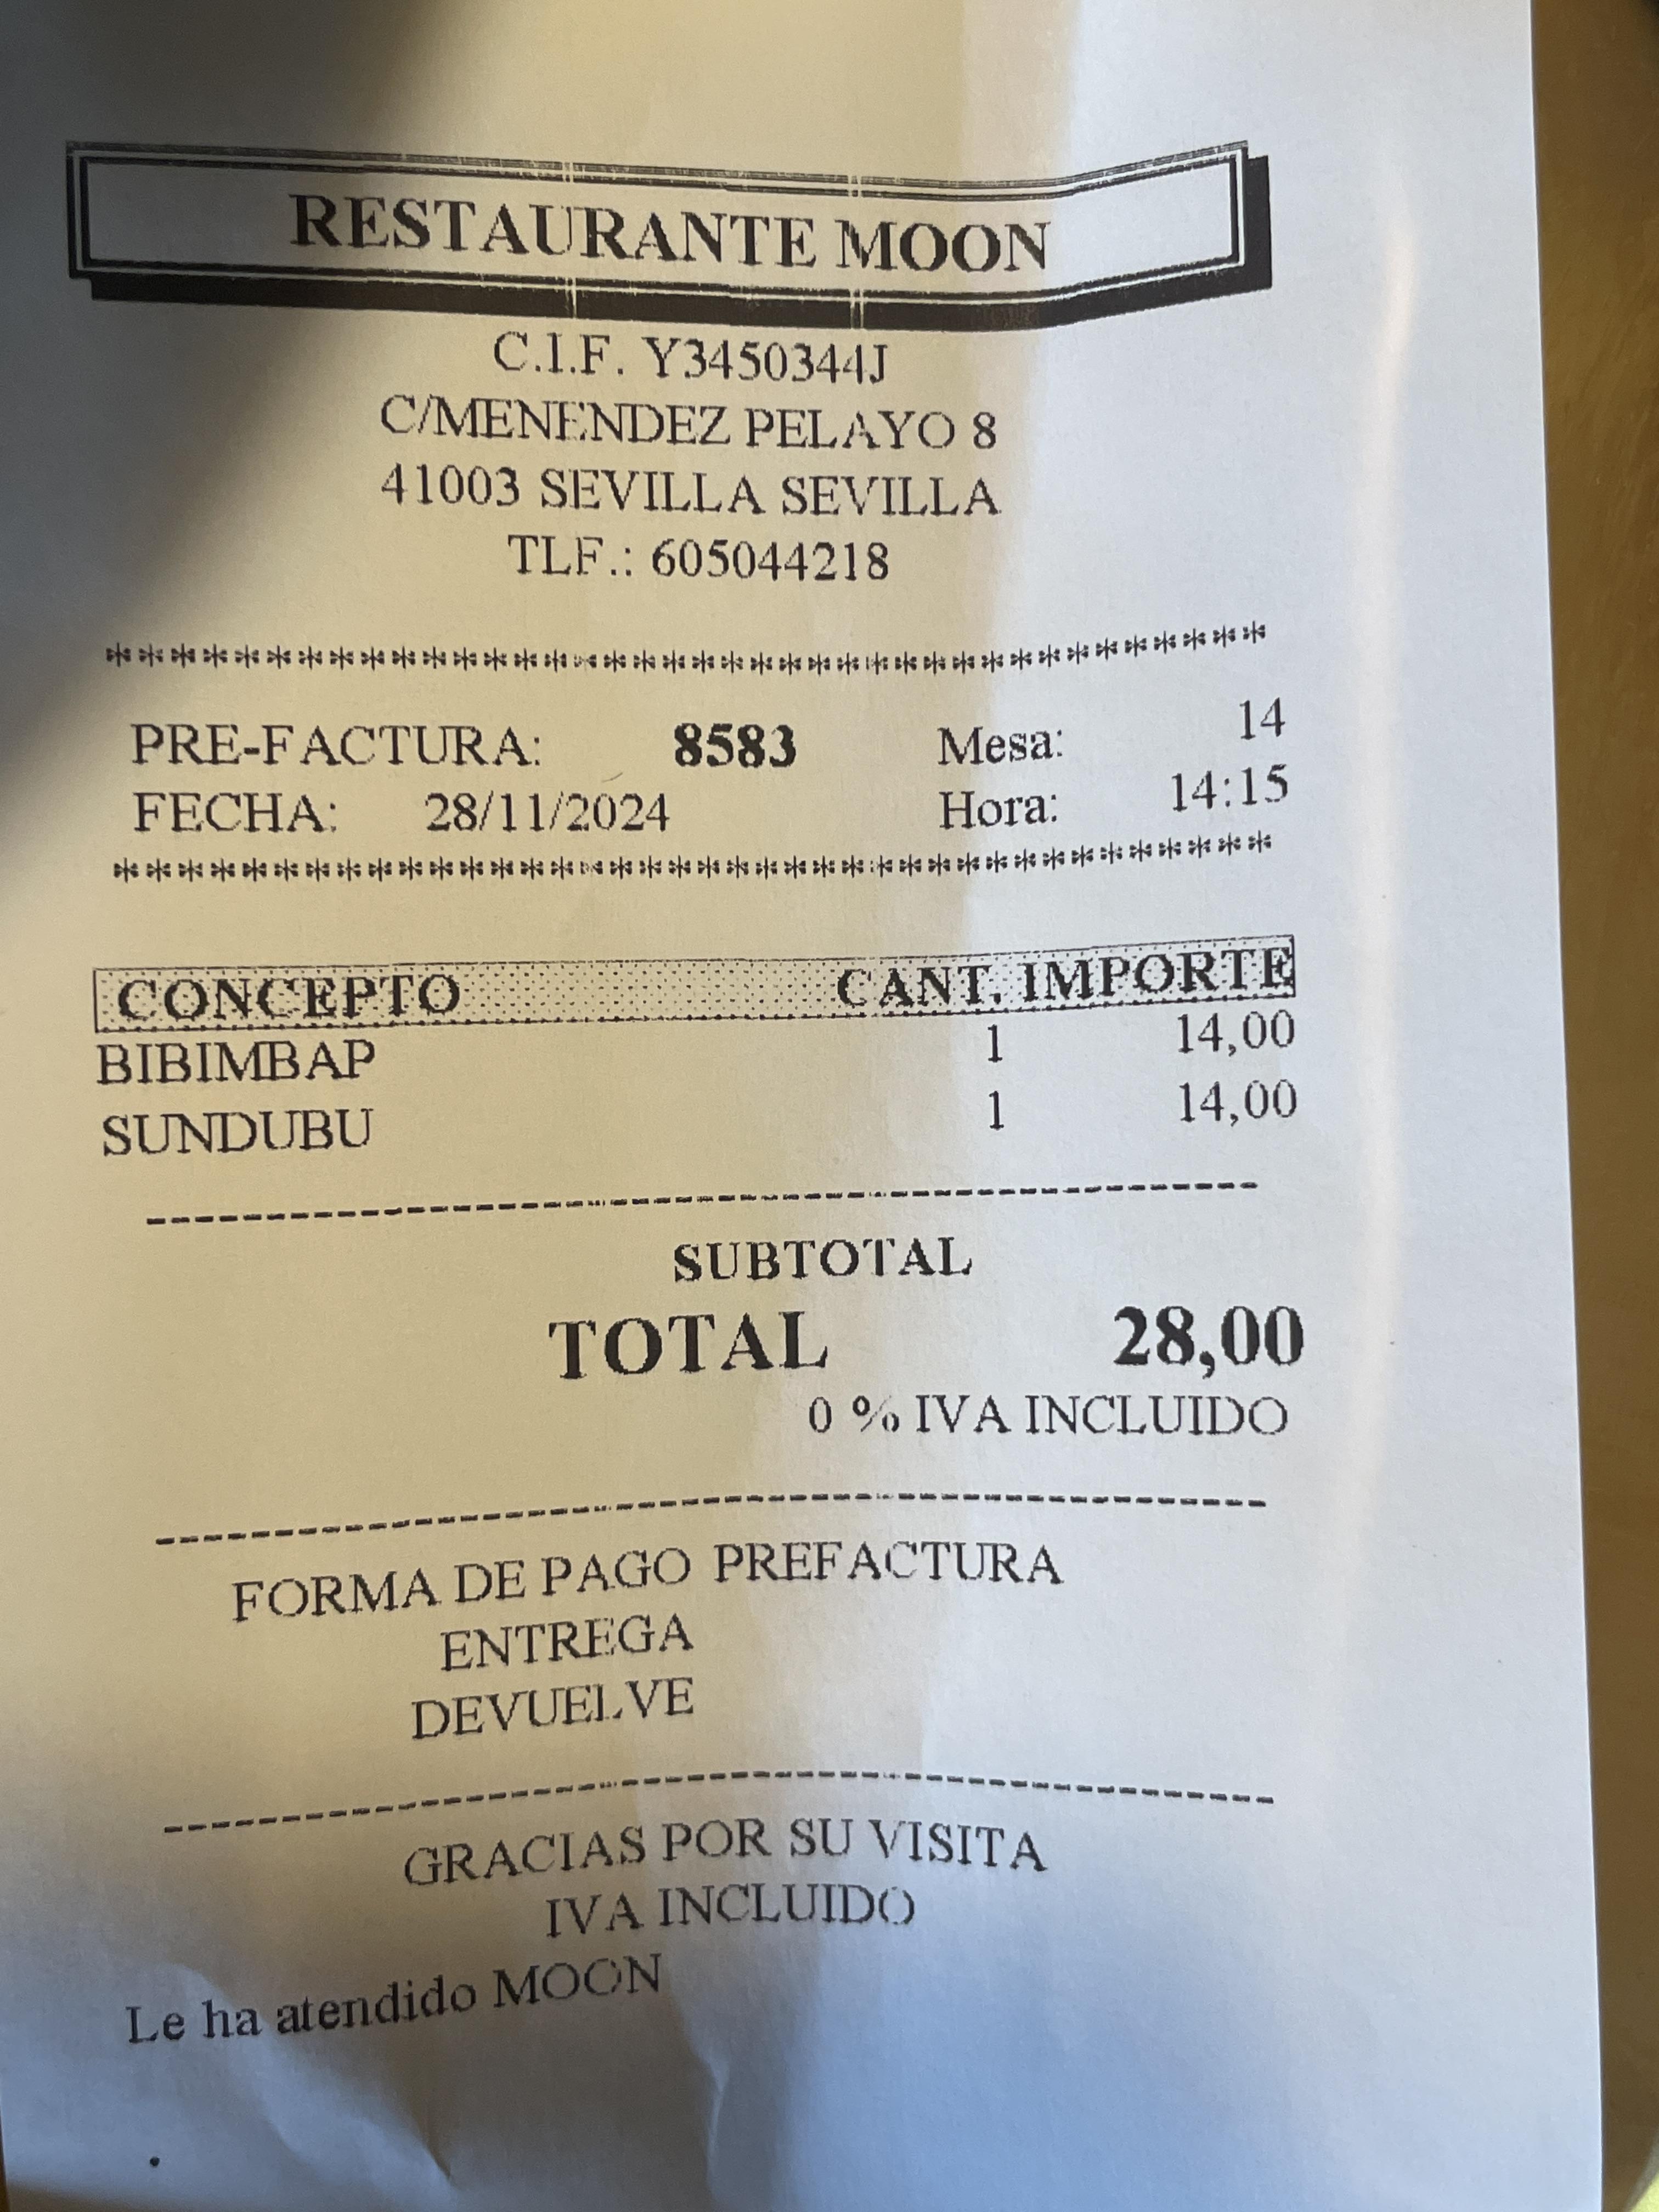 RESTAURANTE MOON
C.I.F. Y3450344J
C/MENENDEZ PELAYO 8
41003 SEVILLA SEVILLA
TLF.: 605044218
****************************************
PRE-FACTURA: 8583 Mesa: 14
FECHA: 28/11/2024 Hora: 14:15
****************************************
CONCEPTO CANT. IMPORTE
BIBIMBAP 1 14,00
SUNDUBU 1 14,00
SUBTOTAL
TOTAL 28,00
0 % IVA INCLUIDO
FORMA DE PAGO PREFACTURA
ENTREGA
DEVUELVE
GRACIAS POR SU VISITA
IVA INCLUIDO
Le ha atendido MOON